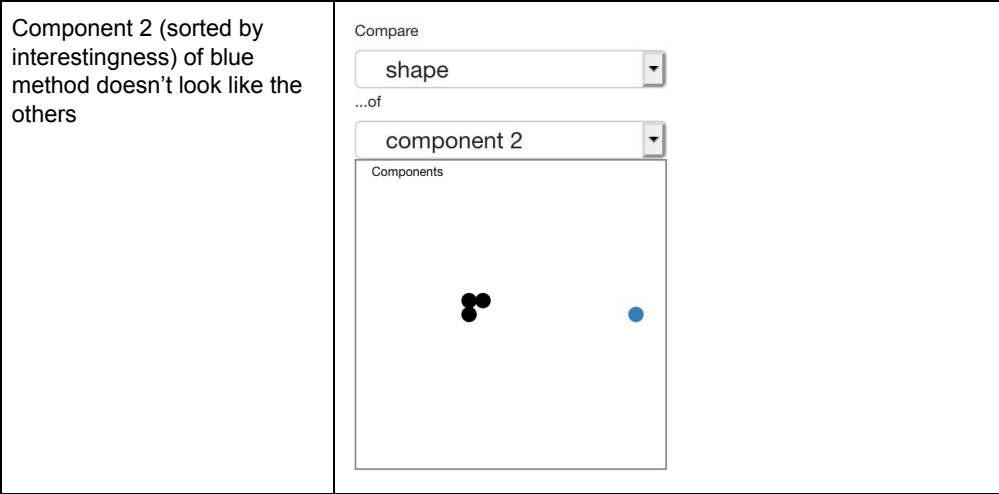 Component 2 (sorted by
interestingness) of blue
method doesn’t look like the
others
Compare
shape
...of
component 2
Components